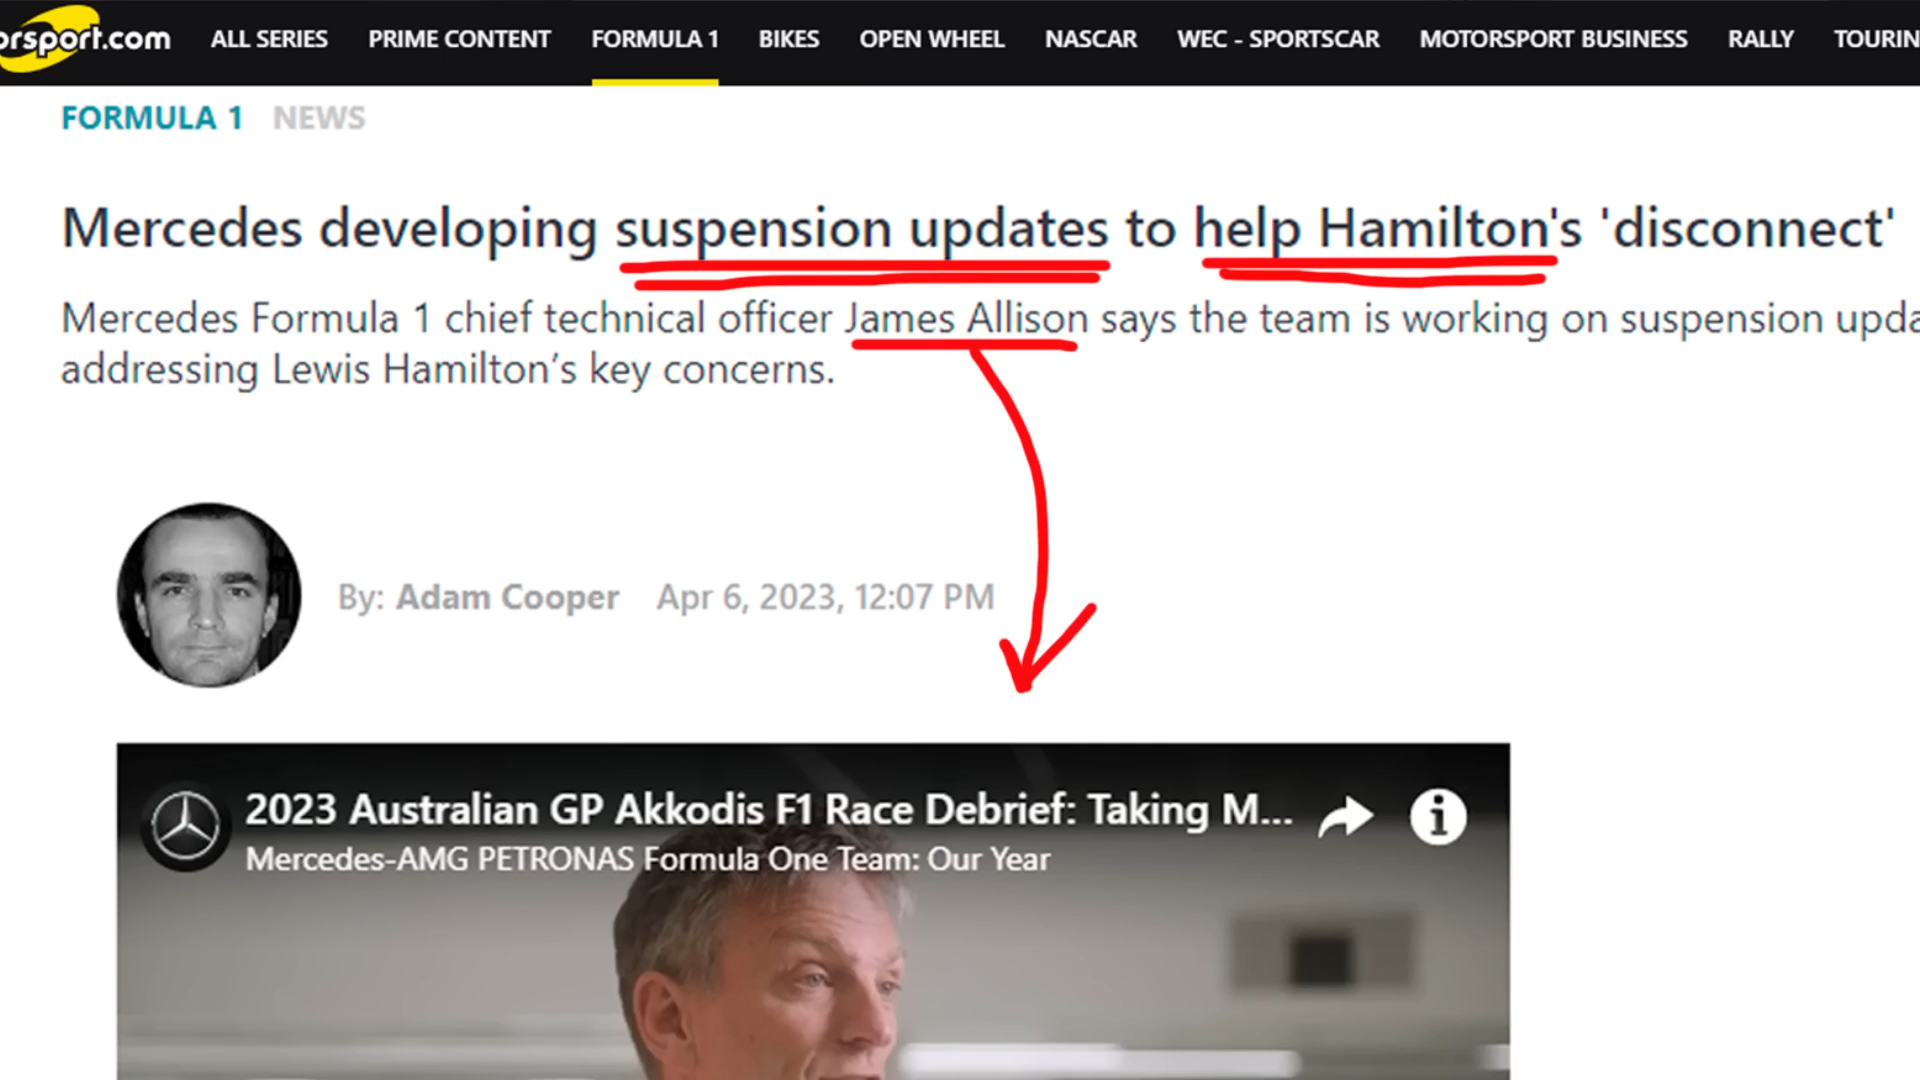 orsport.com ALL SERIES PRIME CONTENT FORMULA 1 BIKES OPEN WHEEL NASCAR WEC - SPORTSCAR MOTORSPORT BUSINESS RALLY TOURIN
FORMULA 1 NEWS
Mercedes developing suspension updates to help Hamilton's 'disconnect'
Mercedes Formula 1 chief technical officer James Allison says the team is working on suspension upda
addressing Lewis Hamilton’s key concerns.
By: Adam Cooper Apr 6, 2023, 12:07 PM
2023 Australian GP Akkodis F1 Race Debrief: Taking M...
Mercedes-AMG PETRONAS Formula One Team: Our Year